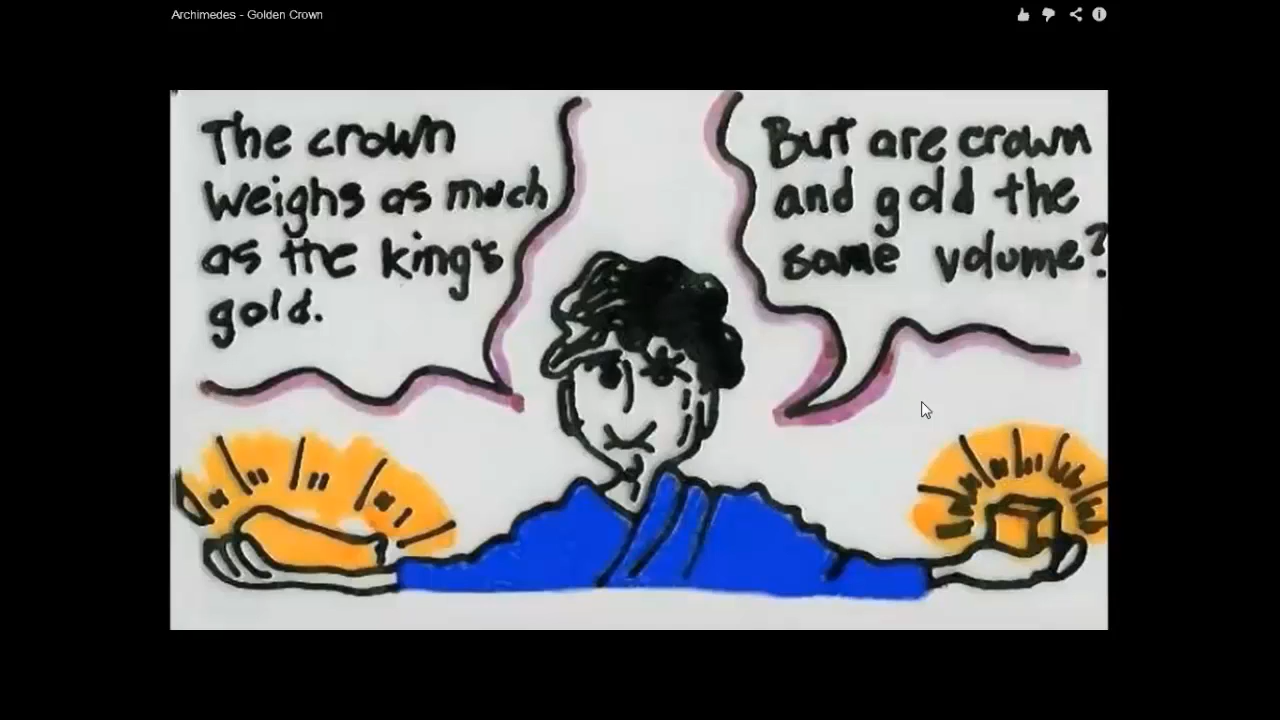 Archimedes - Golden Crown
The crown
weighs as much
as the king's
gold.
But are crown
and gold the
same volume?